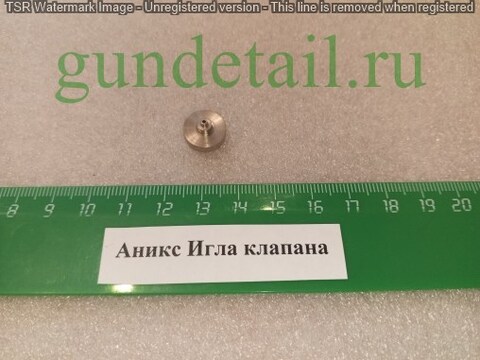 TSR Watermark Image - Unregistered version - This line is removed when registered
gundetail.ru
8 9 10 11 12 13 14 15 16 17 18 19 20
Аникс Игла клапана